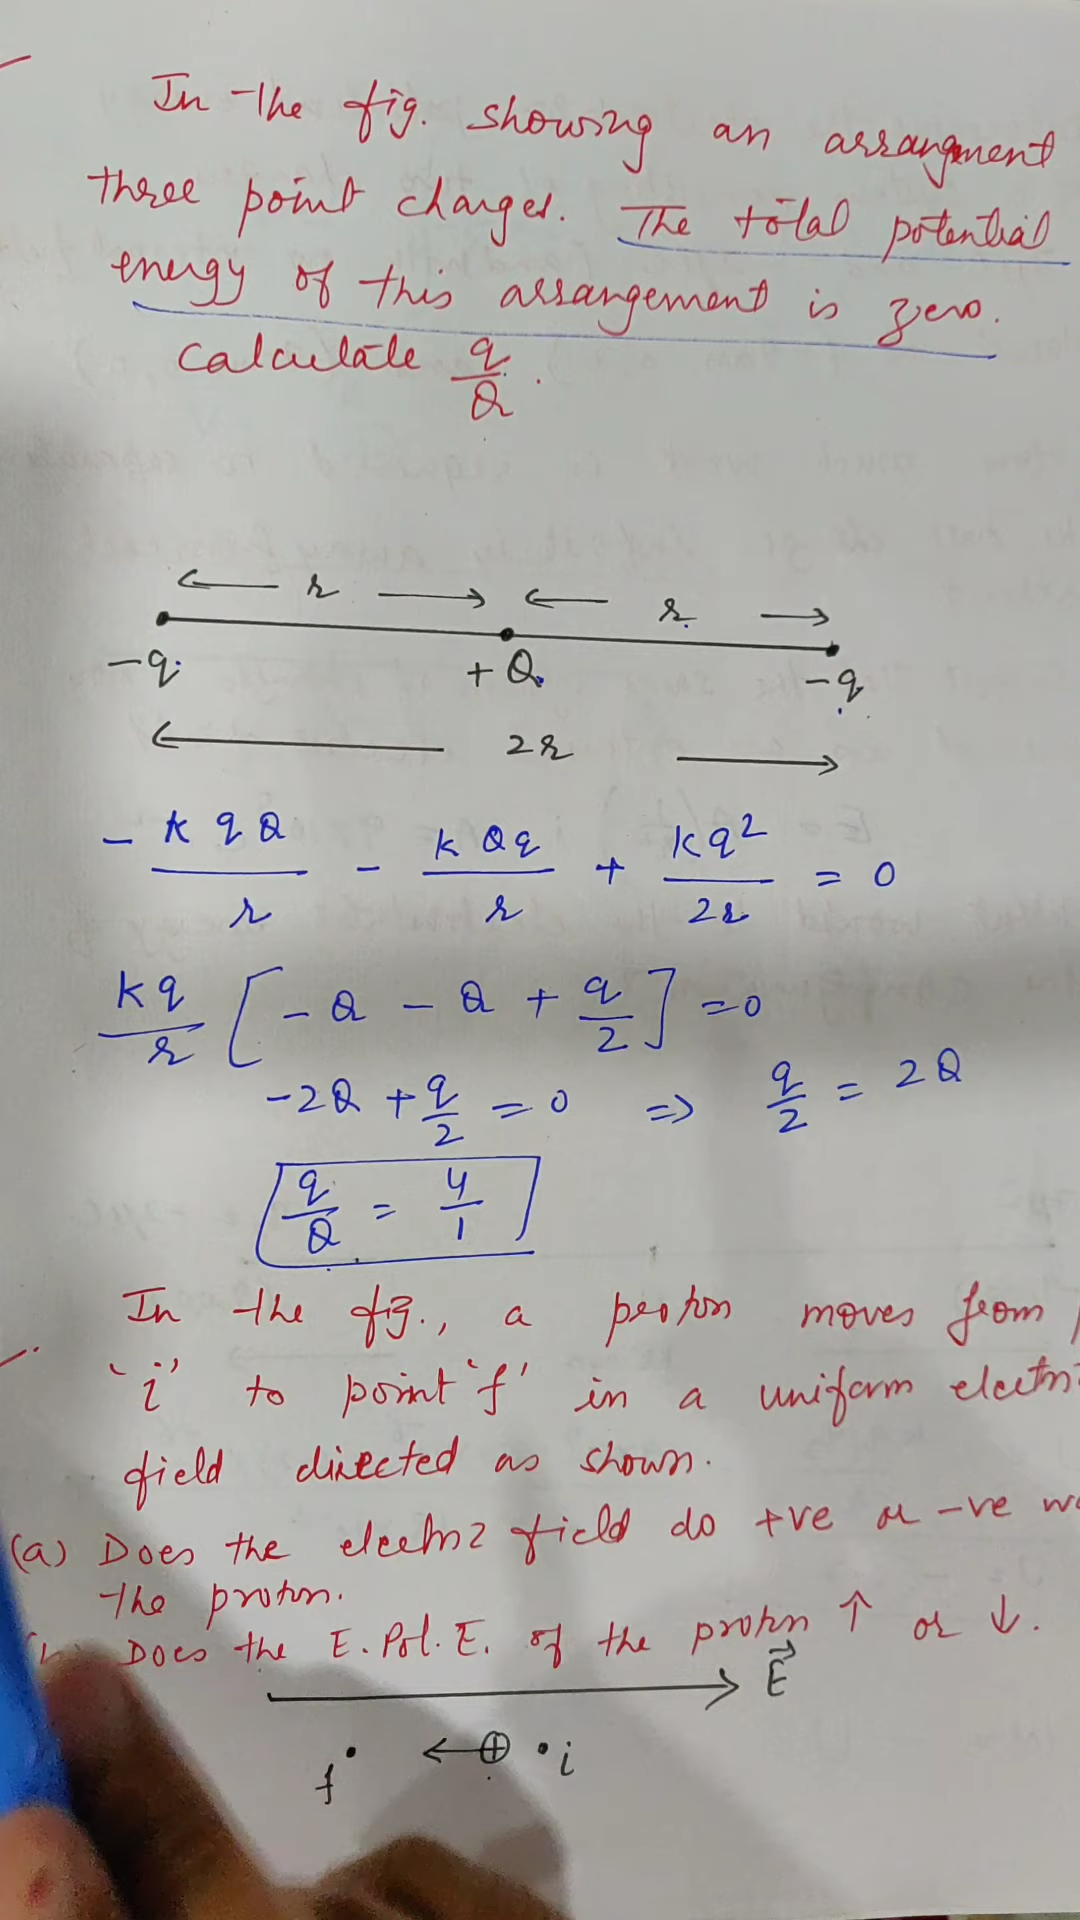 In the fig. showing an arrangment
three point charges. The total potential
energy of this arrangement is zero.
Calculate q/Q.
← r → ← r →
-q +Q -q
← 2r →
- kqQ/r - kQq/r + kq²/2r = 0
kq/r [-Q - Q + q/2] = 0
-2Q + q/2 = 0 => q/2 = 2Q
q/Q = 4/1
In the fig., a proton moves from
'i' to point 'f' in a uniform
field directed as shown.
(a) Does the electric field do +ve or -ve
the proton.
Does the E. Pot. E. of the proton ↑ or ↓.
→ E⃗
f ← ⊕ i